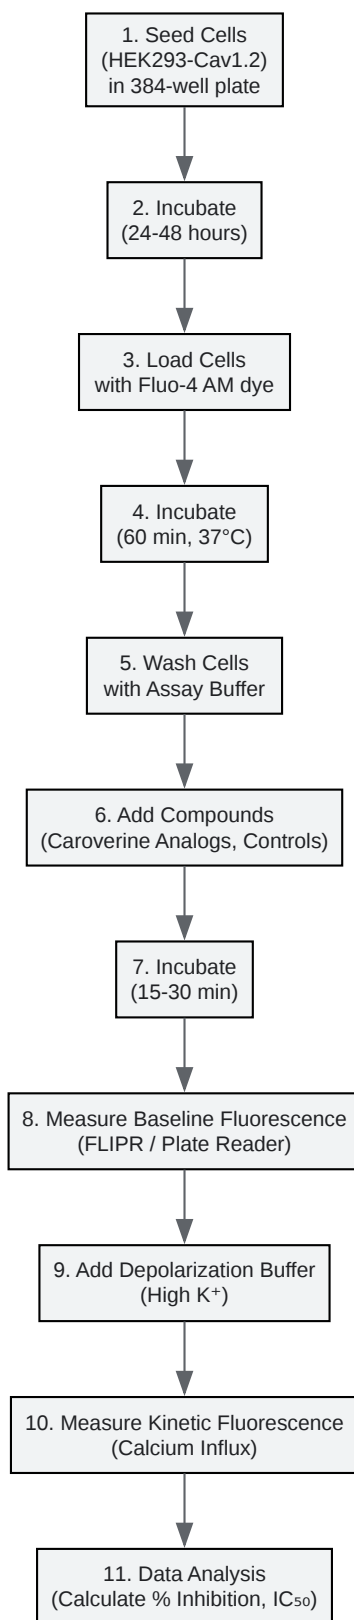 1. Seed Cells
(HEK293-Cav1.2)
in 384-well plate
2. Incubate
(24-48 hours)
3. Load Cells
with Fluo-4 AM dye
4. Incubate
(60 min, 37°C)
5. Wash Cells
with Assay Buffer
6. Add Compounds
(Caroverine Analogs, Controls)
7. Incubate
(15-30 min)
8. Measure Baseline Fluorescence
(FLIPR / Plate Reader)
9. Add Depolarization Buffer
(High K⁺)
10. Measure Kinetic Fluorescence
(Calcium Influx)
11. Data Analysis
(Calculate % Inhibition, IC₅₀)